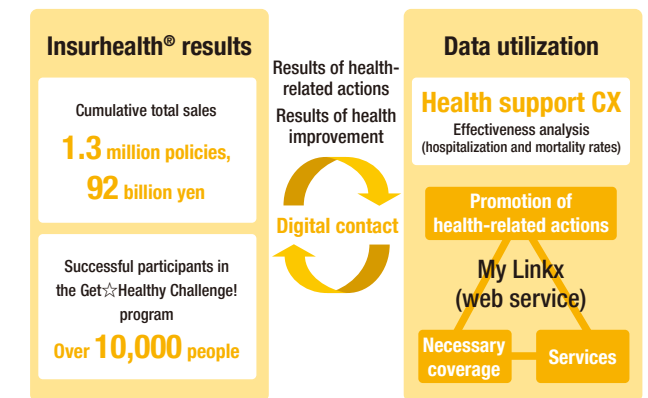 Insurhealth® results
Cumulative total sales
1.3 million policies,
92 billion yen
Successful participants in
the Get☆Healthy Challenge!
program
Over 10,000 people
Results of health-
related actions
Results of health
improvement
Digital contact
Data utilization
Health support CX
Effectiveness analysis
(hospitalization and mortality rates)
Promotion of
health-related actions
My Linkx
(web service)
Necessary
coverage
Services